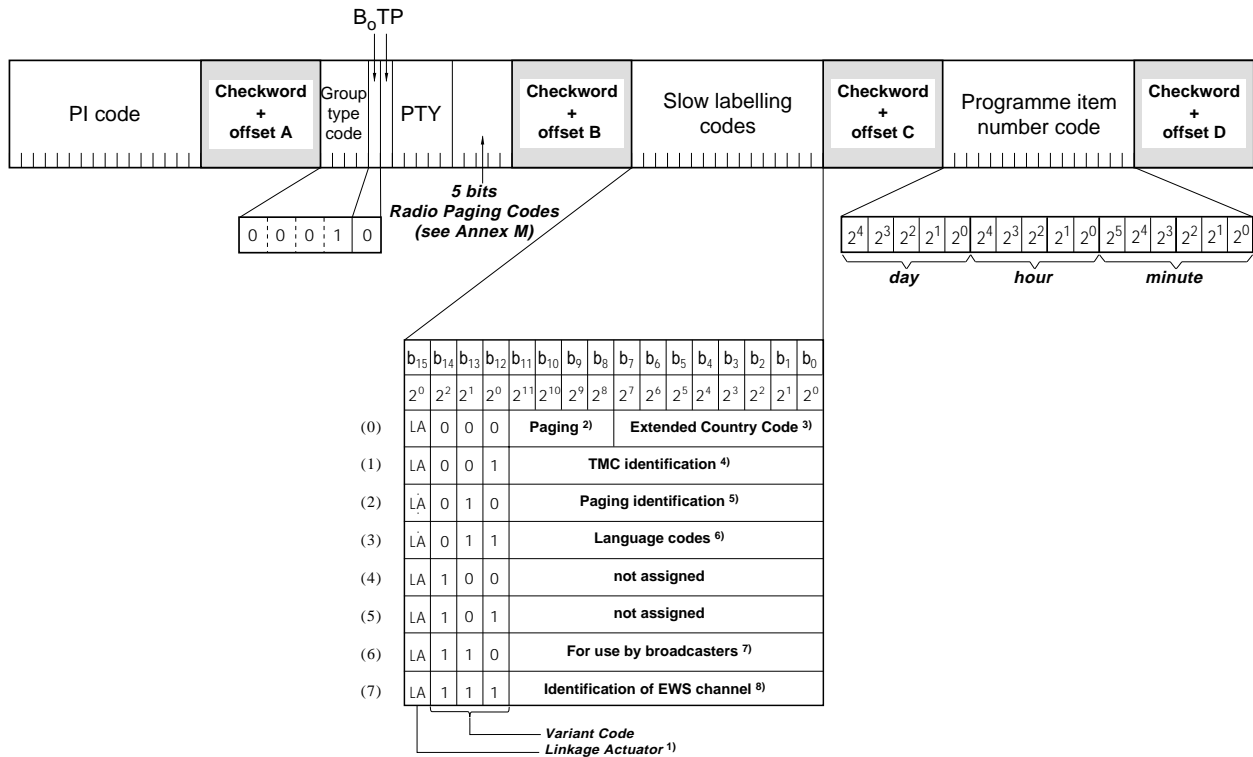 BₒTP
PI code
Checkword + offset A
Group type code
PTY
Checkword + offset B
Slow labelling codes
Checkword + offset C
Programme item number code
Checkword + offset D
5 bits
Radio Paging Codes
(see Annex M)
0 0 0 1 0
2⁴ 2³ 2² 2¹ 2⁰ 2⁴ 2³ 2² 2¹ 2⁰ 2⁵ 2⁴ 2³ 2² 2¹ 2⁰
day hour minute
b₁₅ b₁₄ b₁₃ b₁₂ b₁₁ b₁₀ b₉ b₈ b₇ b₆ b₅ b₄ b₃ b₂ b₁ b₀
2⁰ 2² 2¹ 2⁰ 2¹¹ 2¹⁰ 2⁹ 2⁸ 2⁷ 2⁶ 2⁵ 2⁴ 2³ 2² 2¹ 2⁰
(0) LA 0 0 0 Paging ²⁾ Extended Country Code ³⁾
(1) LA 0 0 1 TMC identification ⁴⁾
(2) LA 0 1 0 Paging identification ⁵⁾
(3) LA 0 1 1 Language codes ⁶⁾
(4) LA 1 0 0 not assigned
(5) LA 1 0 1 not assigned
(6) LA 1 1 0 For use by broadcasters ⁷⁾
(7) LA 1 1 1 Identification of EWS channel ⁸⁾
Variant Code
Linkage Actuator ¹⁾